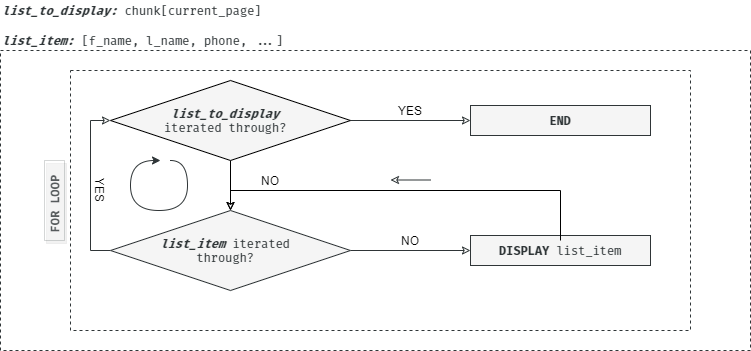 list_to_display: chunk[current_page]
list_item: [f_name, l_name, phone, ...]
list_to_display
iterated through?
YES
END
FOR LOOP
YES
NO
list_item iterated
through?
NO
DISPLAY list_item